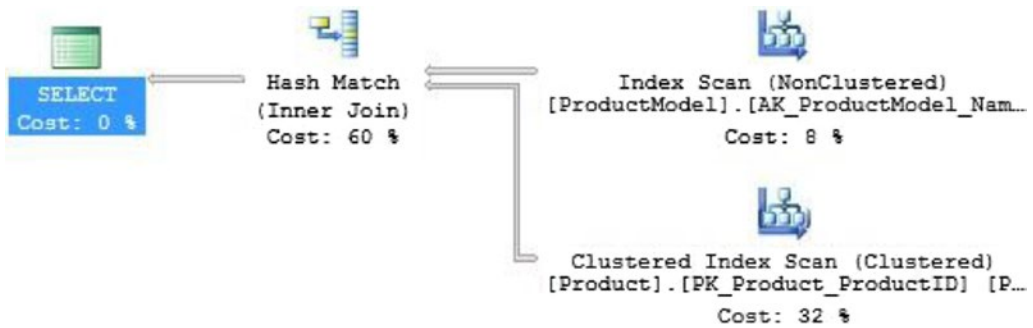 SELECT
Cost: 0 %
Hash Match
(Inner Join)
Cost: 60 %
Index Scan (NonClustered)
[ProductModel].[AK_ProductModel_Nam…
Cost: 8 %
Clustered Index Scan (Clustered)
[Product].[PK_Product_ProductID] [P…
Cost: 32 %